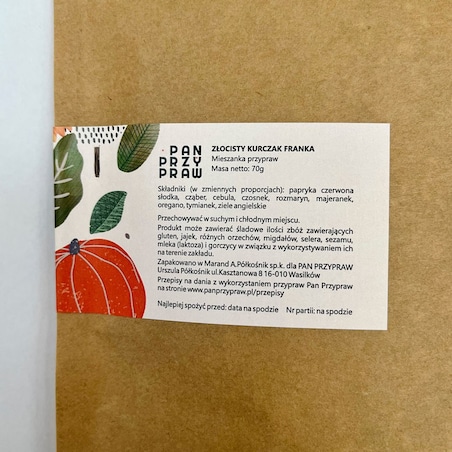 PAN
PRZY
PRAW
ZŁOCISTY KURCZAK FRANKA
Mieszanka przypraw
Masa netto: 70g
Składniki (w zmiennych proporcjach): papryka czerwona
słodka, cząber, cebula, czosnek, rozmaryn, majeranek,
oregano, tymianek, ziele angielskie
Przechowywać w suchym i chłodnym miejscu.
Produkt może zawierać śladowe ilości zbóż zawierających
gluten, jajek, różnych orzechów, migdałów, selera, sezamu,
mleka (laktoza) i gorczycy w związku z wykorzystywaniem ich
na terenie zakładu.
Zapakowano w Marand A.Półkośnik sp.k. dla PAN PRZYPRAW
Urszula Półkośnik ul.Kasztanowa 8 16-010 Wasilków
Przepisy na dania z wykorzystaniem przypraw Pan Przypraw
na stronie www.panprzypraw.pl/przepisy
Najlepiej spożyć przed: data na spodzie Nr partii: na spodzie